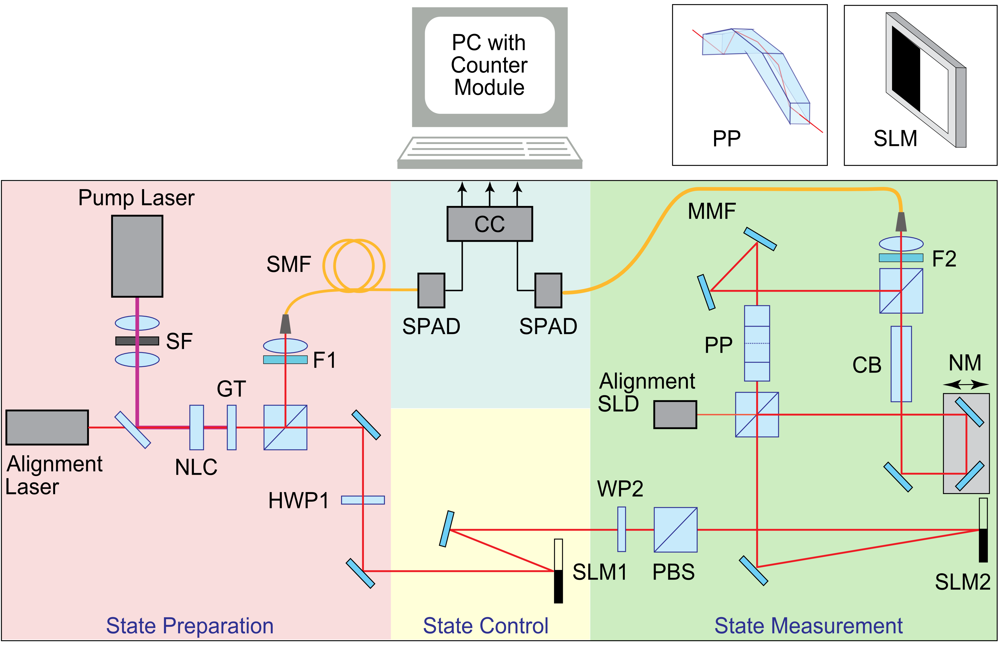 PC with
Counter
Module
PP
SLM
Pump Laser
SF
SMF
CC
SPAD
SPAD
MMF
F2
F1
GT
NLC
Alignment
Laser
HWP1
PP
CB
NM
Alignment
SLD
WP2
PBS
SLM1
SLM2
State Preparation
State Control
State Measurement